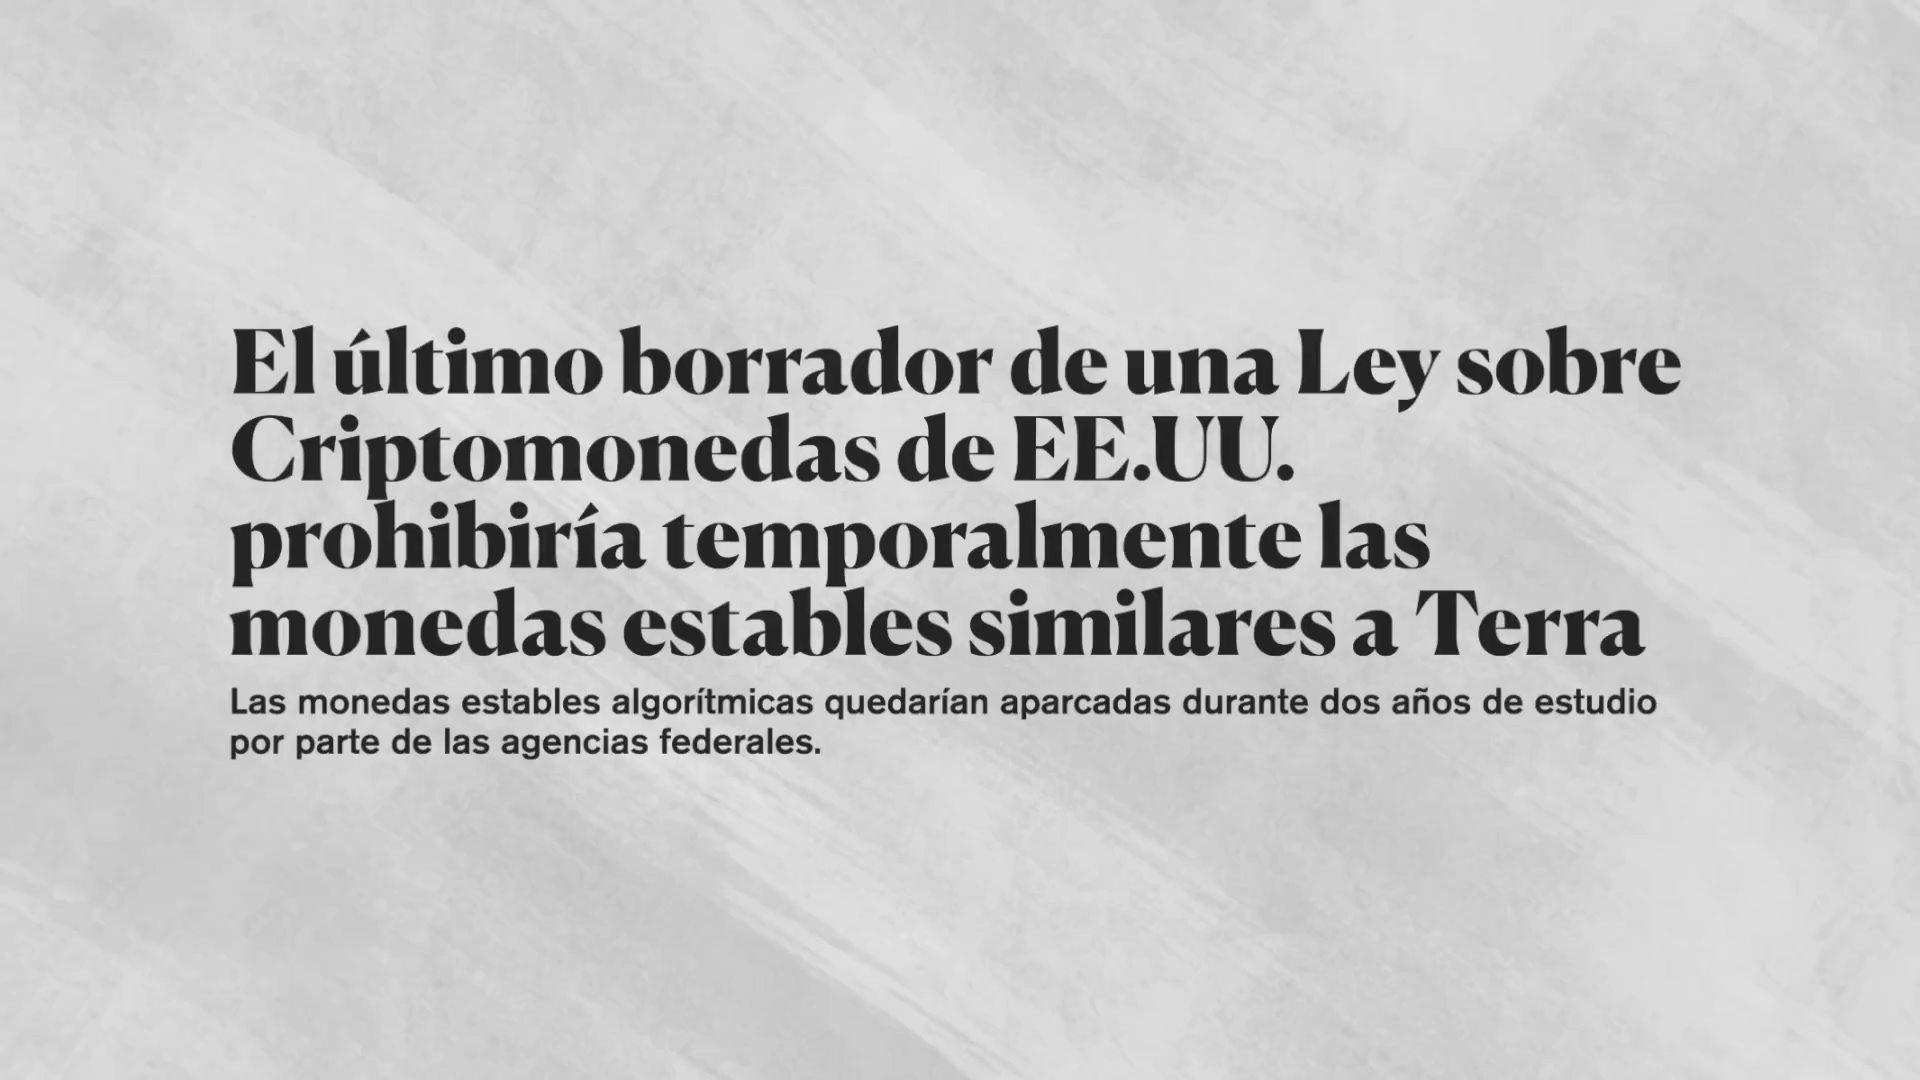 El último borrador de una Ley sobre
Criptomonedas de EE.UU.
prohibiría temporalmente las
monedas estables similares a Terra
Las monedas estables algorítmicas quedarían aparcadas durante dos años de estudio
por parte de las agencias federales.